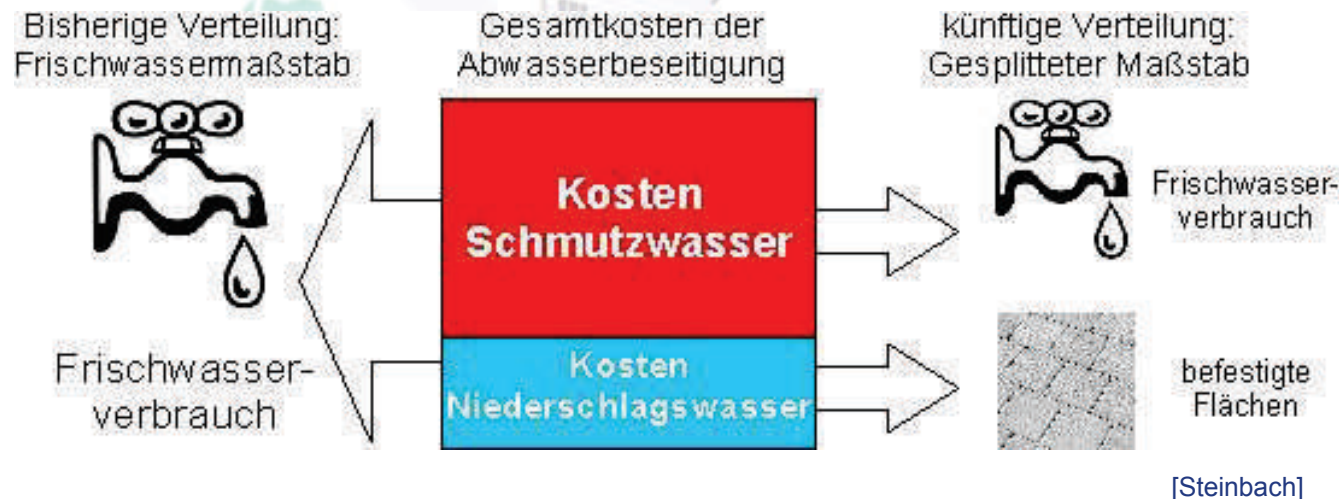 Bisherige Verteilung:
Frischwassermaßstab
Frischwasser-
verbrauch
Gesamtkosten der
Abwasserbeseitigung
Kosten
Schmutzwasser
Kosten
Niederschlagswasser
künftige Verteilung:
Gesplitteter Maßstab
Frischwasser-
verbrauch
befestigte
Flächen
[Steinbach]